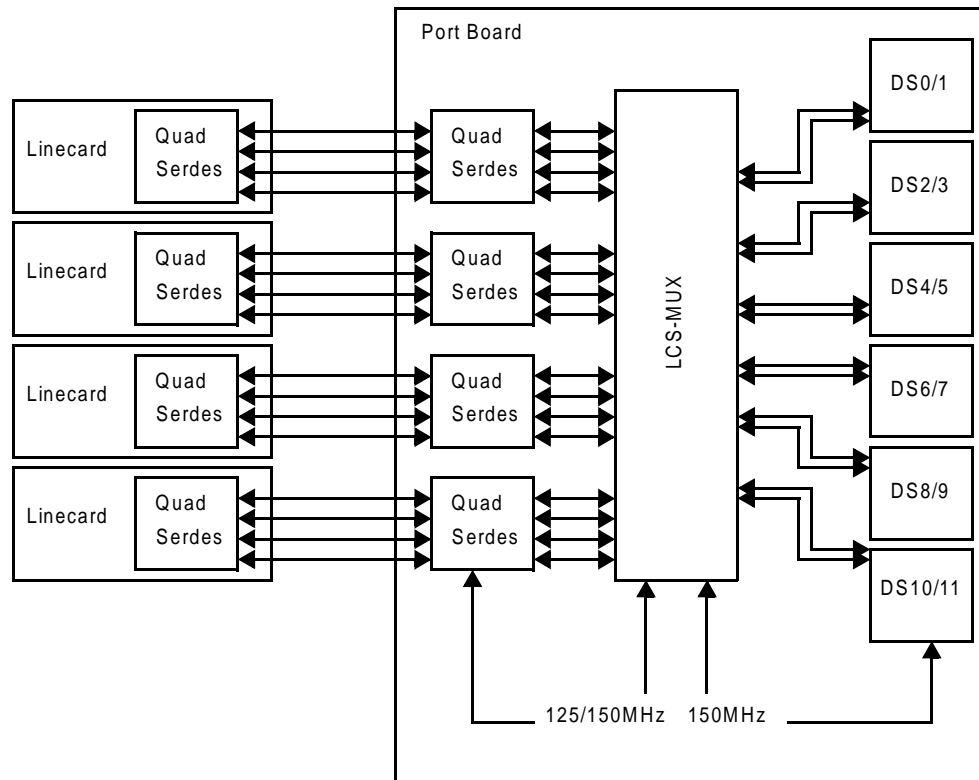 Port Board
DS0/1
Linecard
Quad
Serdes
Quad
Serdes
DS2/3
Linecard
Quad
Serdes
Quad
Serdes
DS4/5
LCS-MUX
Linecard
Quad
Serdes
Quad
Serdes
DS6/7
Linecard
Quad
Serdes
Quad
Serdes
DS8/9
DS10/11
125/150MHz
150MHz